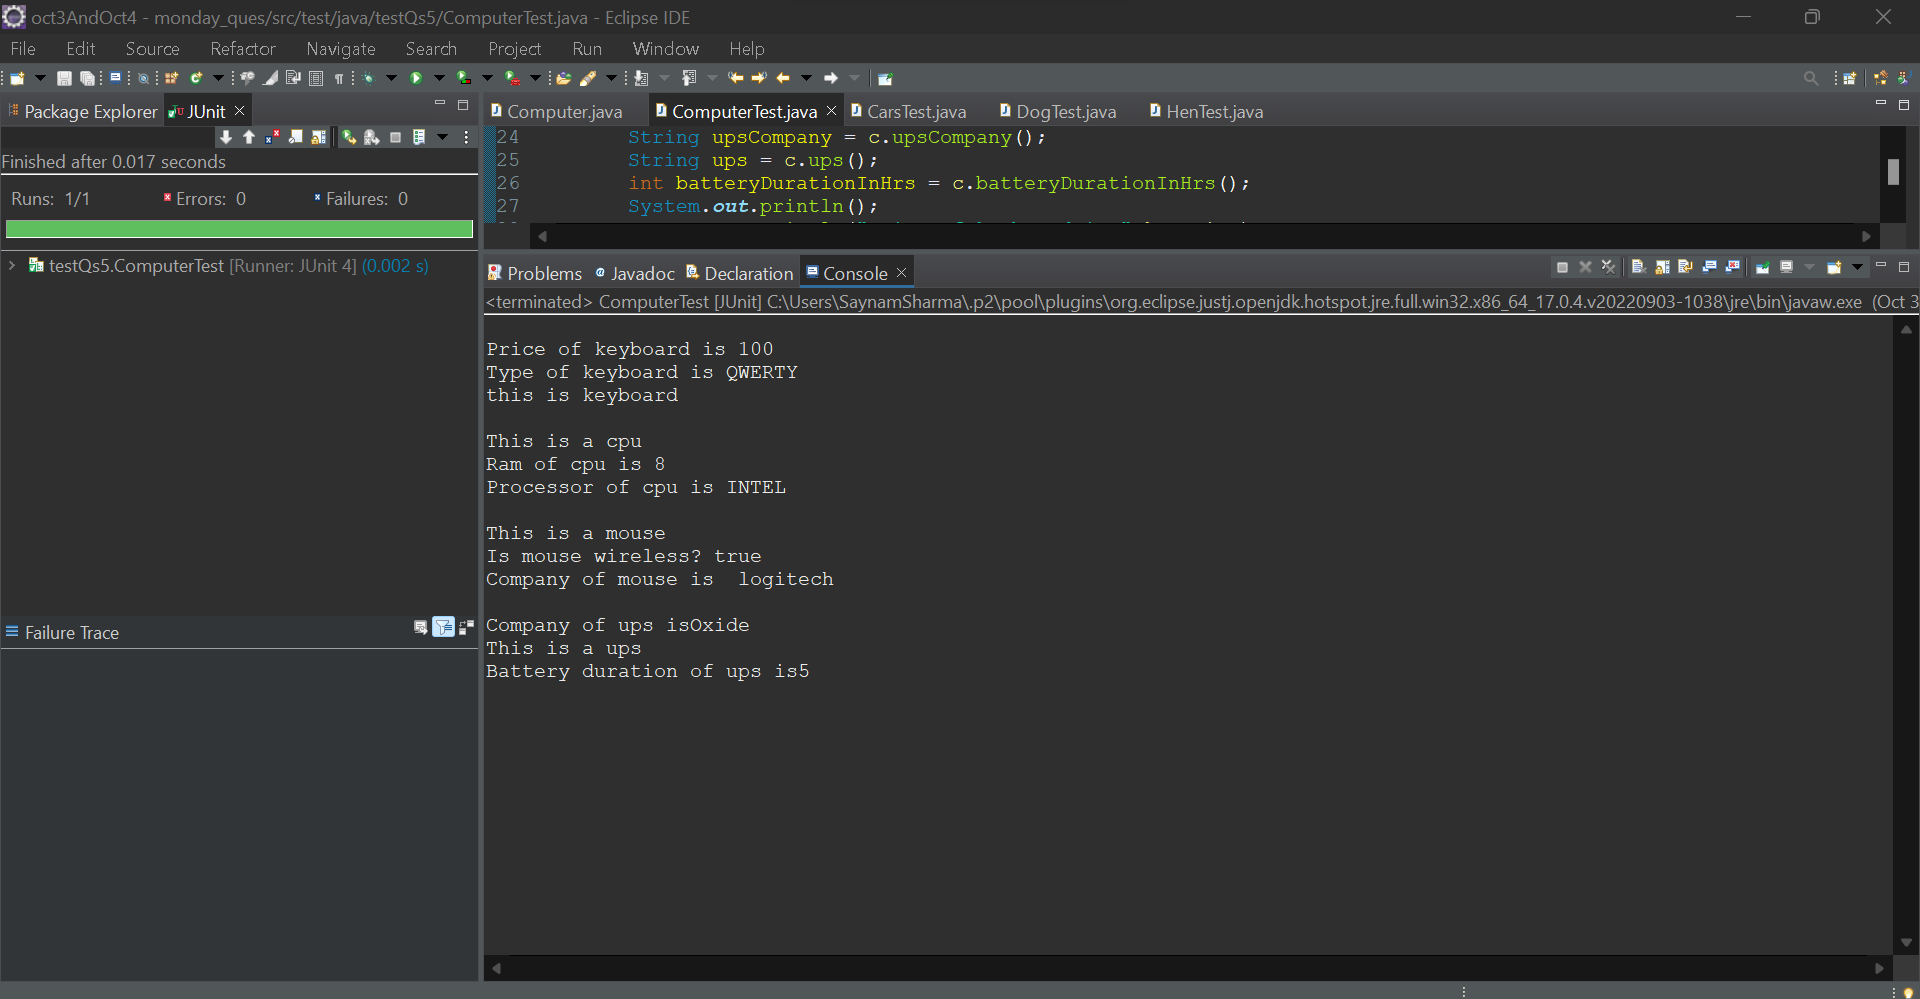 oct3AndOct4 - monday_ques/src/test/java/testQs5/ComputerTest.java - Eclipse IDE
File Edit Source Refactor Navigate Search Project Run Window Help
Package Explorer JUnit
Finished after 0.017 seconds
Runs: 1/1 Errors: 0 Failures: 0
testQs5.ComputerTest [Runner: JUnit 4] (0.002 s)
Failure Trace
Computer.java ComputerTest.java CarsTest.java DogTest.java HenTest.java
24 String upsCompany = c.upsCompany();
25 String ups = c.ups();
26 int batteryDurationInHrs = c.batteryDurationInHrs();
27 System.out.println();
Problems Javadoc Declaration Console
<terminated> ComputerTest [JUnit] C:\Users\SaynamSharma\.p2\pool\plugins\org.eclipse.justj.openjdk.hotspot.jre.full.win32.x86_64_17.0.4.v20220903-1038\jre\bin\javaw.exe (Oct 3
Price of keyboard is 100
Type of keyboard is QWERTY
this is keyboard
This is a cpu
Ram of cpu is 8
Processor of cpu is INTEL
This is a mouse
Is mouse wireless? true
Company of mouse is  logitech
Company of ups isOxide
This is a ups
Battery duration of ups is5